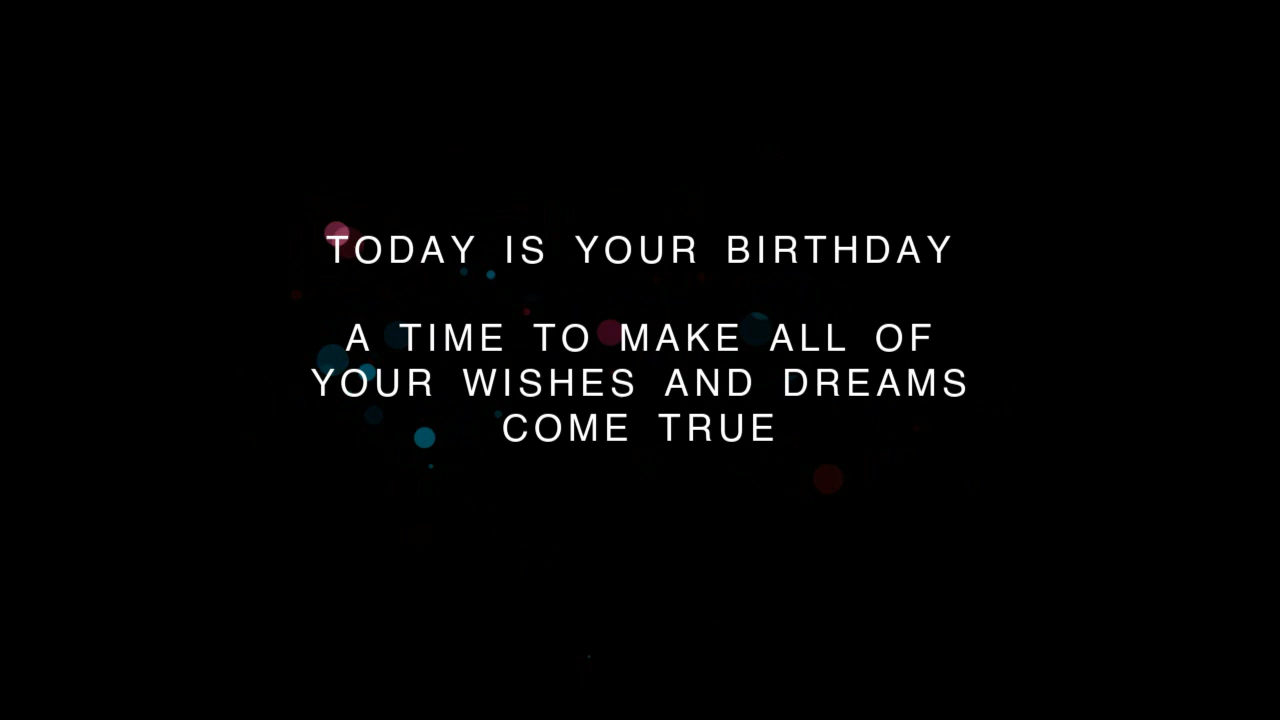 TODAY IS YOUR BIRTHDAY
A TIME TO MAKE ALL OF
YOUR WISHES AND DREAMS
COME TRUE